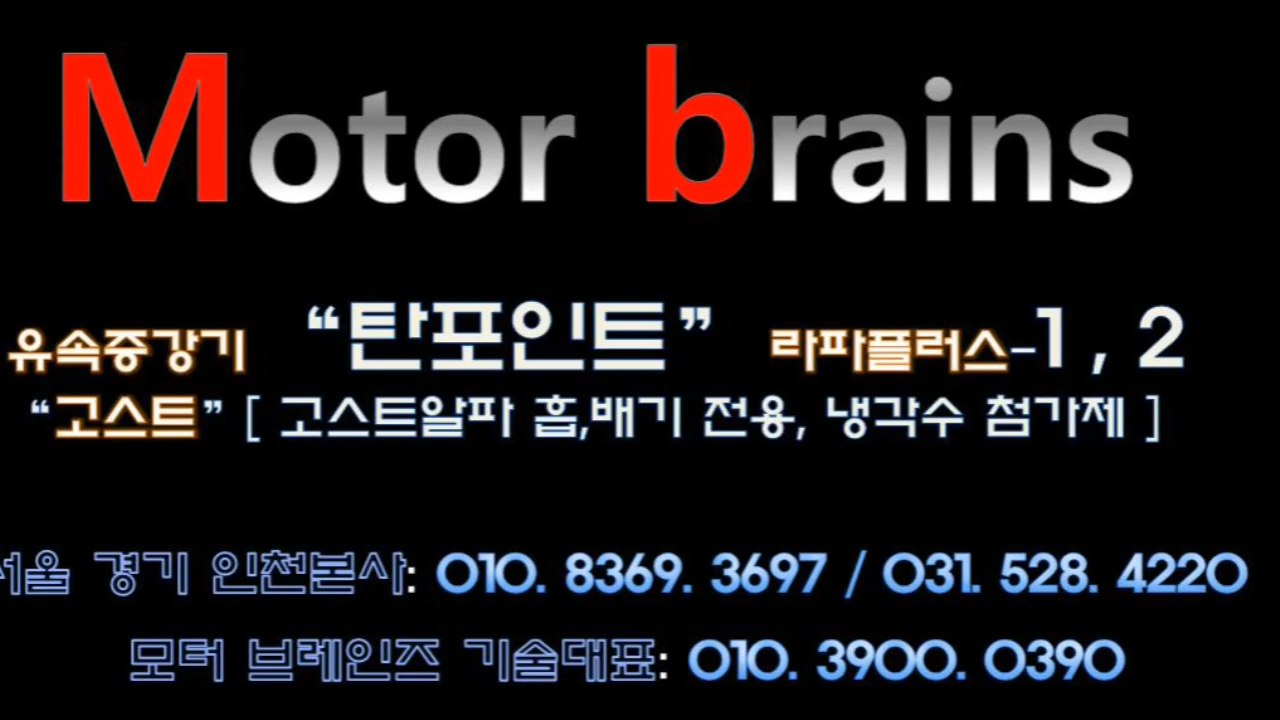 Motor brains
유속증강기 “탄포인트”라파플러스-1 , 2
“고스트” [ 고스트알파 흡,배기 전용, 냉각수 첨가제 ]
서울 경기 인천본사: 010. 8369. 3697 / 031. 528. 4220
모터 브레인즈 기술대표: 010. 3900. 0390